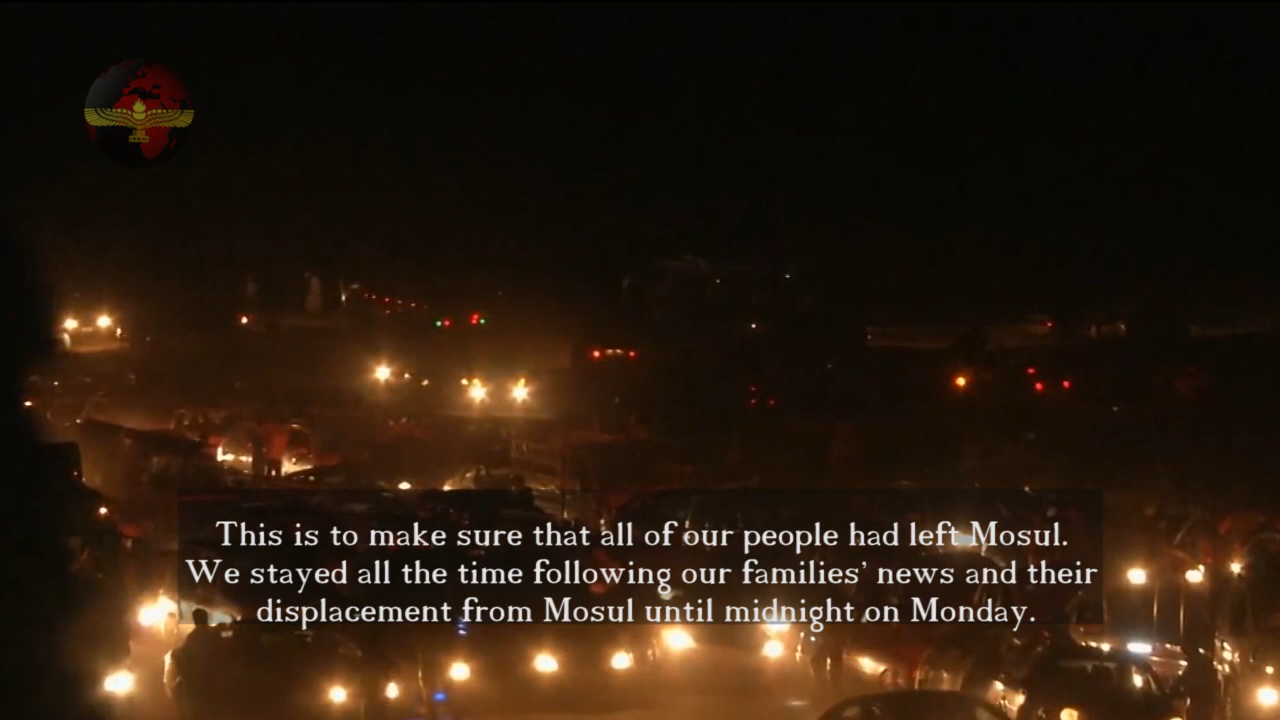 This is to make sure that all of our people had left Mosul.
We stayed all the time following our families’ news and their
displacement from Mosul until midnight on Monday.